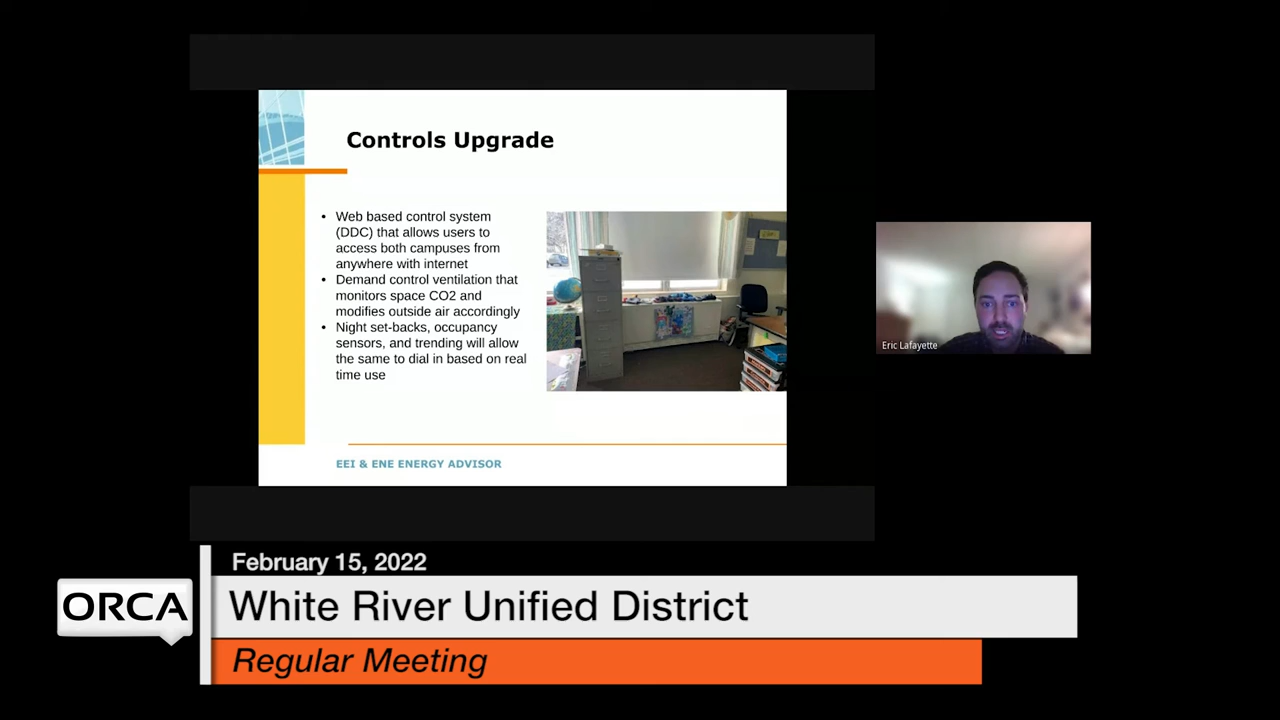 Controls Upgrade
• Web based control system
(DDC) that allows users to
access both campuses from
anywhere with internet
• Demand control ventilation that
monitors space CO2 and
modifies outside air accordingly
• Night set-backs, occupancy
sensors, and trending will allow
the same to dial in based on real
time use
EEI & ENE ENERGY ADVISOR
Eric Lafayette
February 15, 2022
ORCA
White River Unified District
Regular Meeting